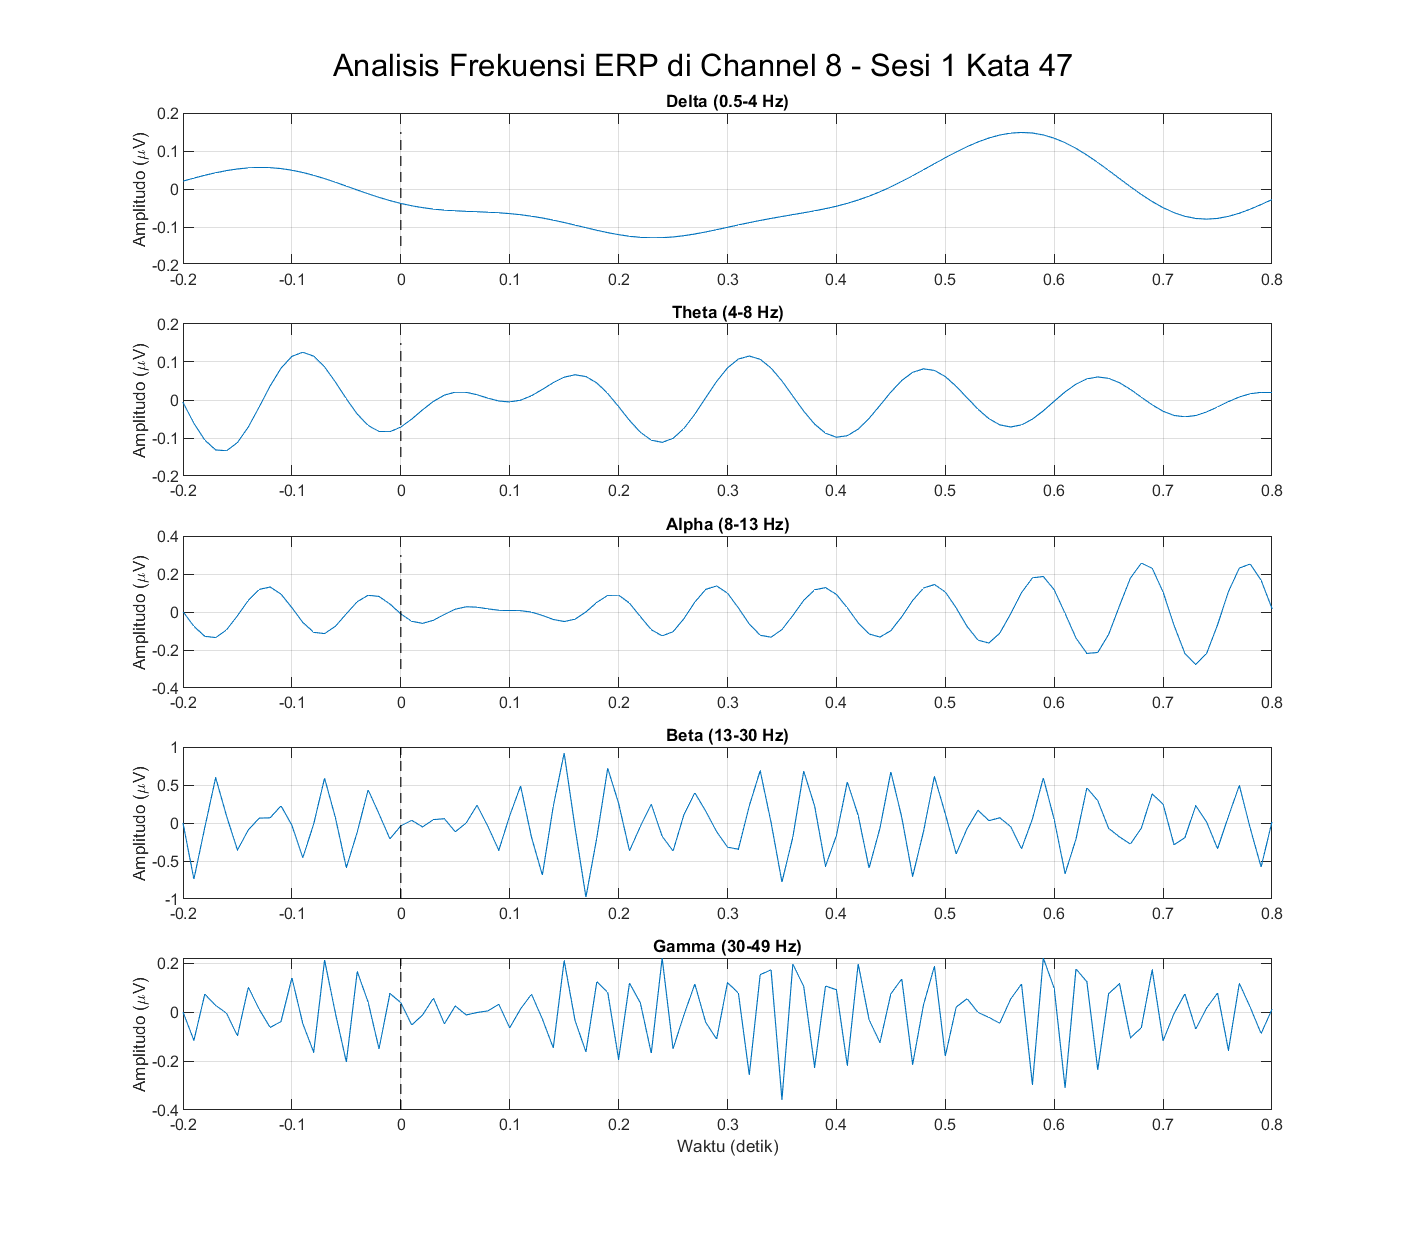 Analisis Frekuensi ERP di Channel 8 - Sesi 1 Kata 47
Delta (0.5-4 Hz)
Amplitudo (μV)
0.2
0.1
0
-0.1
-0.2
-0.2 -0.1 0 0.1 0.2 0.3 0.4 0.5 0.6 0.7 0.8
Theta (4-8 Hz)
Amplitudo (μV)
0.2
0.1
0
-0.1
-0.2
-0.2 -0.1 0 0.1 0.2 0.3 0.4 0.5 0.6 0.7 0.8
Alpha (8-13 Hz)
Amplitudo (μV)
0.4
0.2
0
-0.2
-0.4
-0.2 -0.1 0 0.1 0.2 0.3 0.4 0.5 0.6 0.7 0.8
Beta (13-30 Hz)
Amplitudo (μV)
1
0.5
0
-0.5
-1
-0.2 -0.1 0 0.1 0.2 0.3 0.4 0.5 0.6 0.7 0.8
Gamma (30-49 Hz)
Amplitudo (μV)
0.2
0
-0.2
-0.4
-0.2 -0.1 0 0.1 0.2 0.3 0.4 0.5 0.6 0.7 0.8
Waktu (detik)